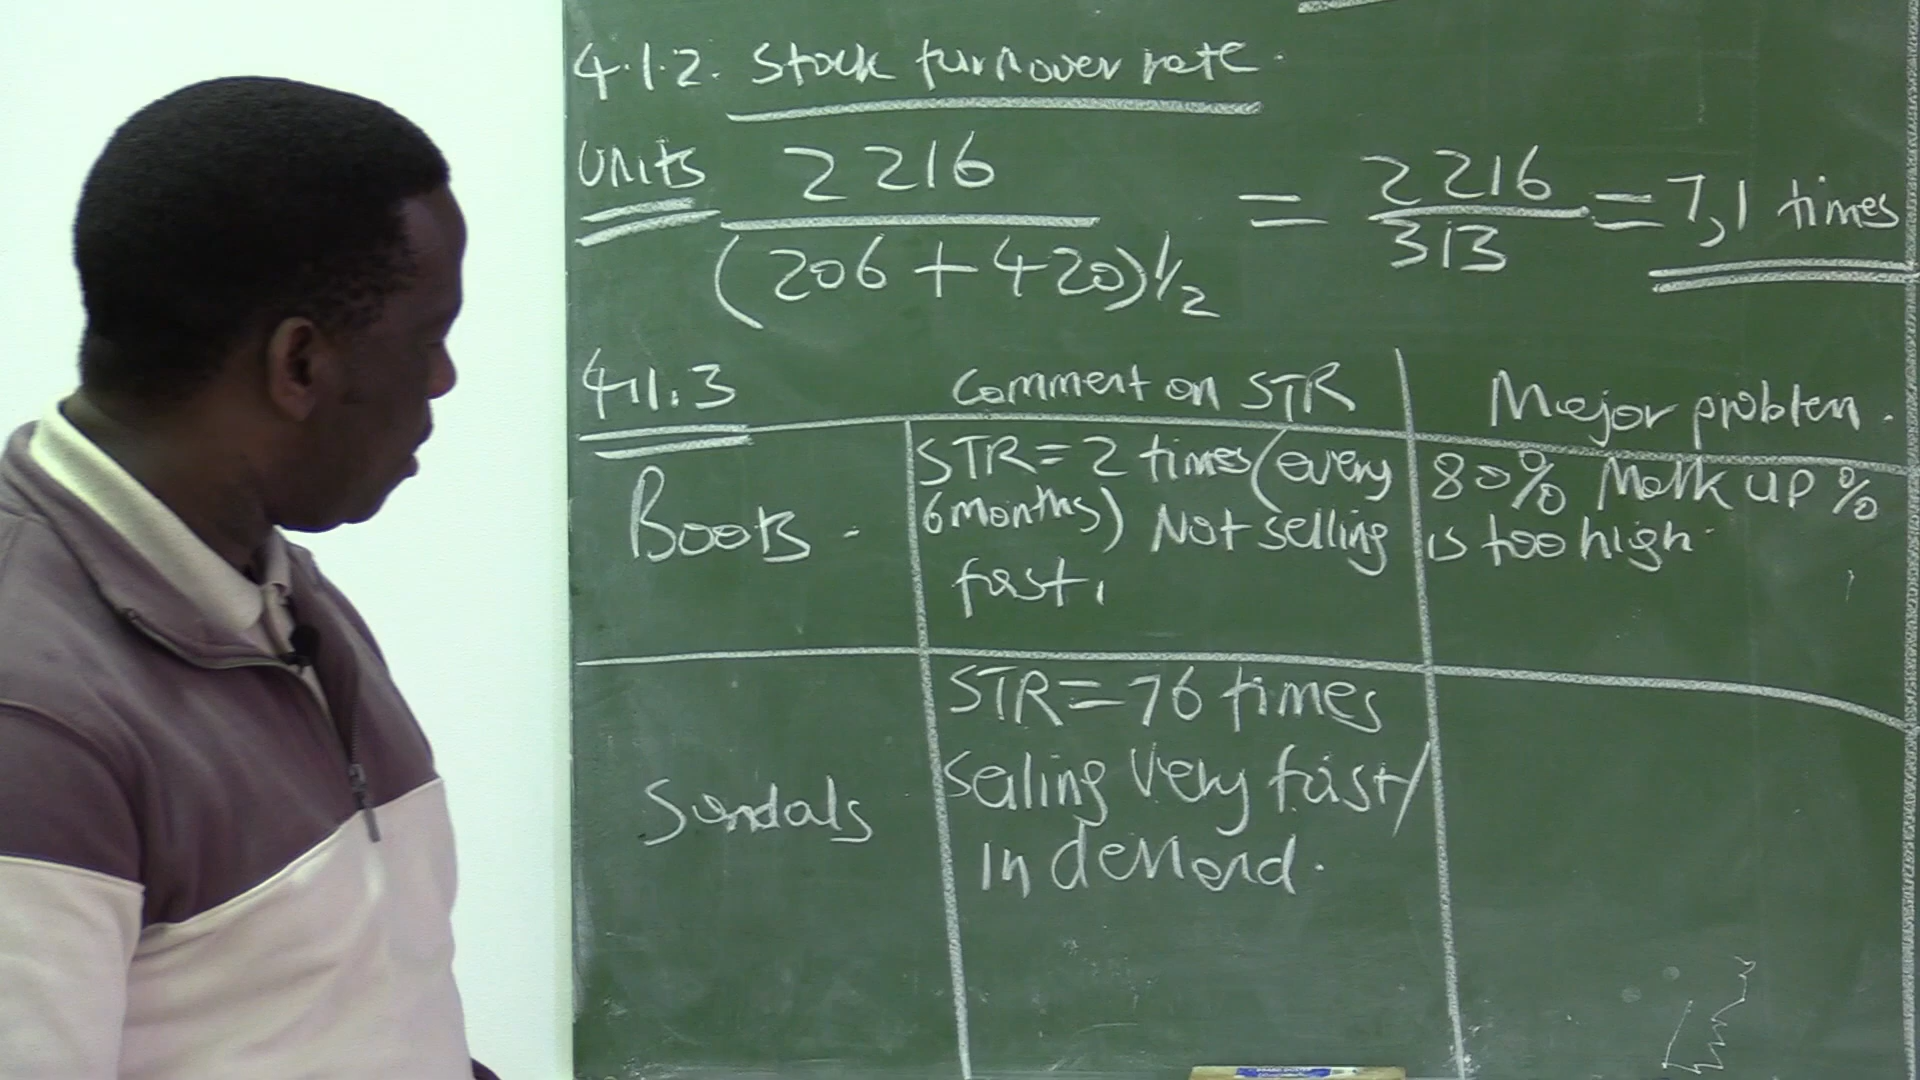 4.1.2. Stock turnover rate.
Units 2216 / (206 + 420) 1/2 = 2216 / 313 = 7,1 times
4.1.3 Comment on STR Major problem.
Boots. STR = 2 times (every 80% Mark up %
6 months) Not selling is too high.
fast.
STR = 76 times
Sandals Selling very fast/
in demand.